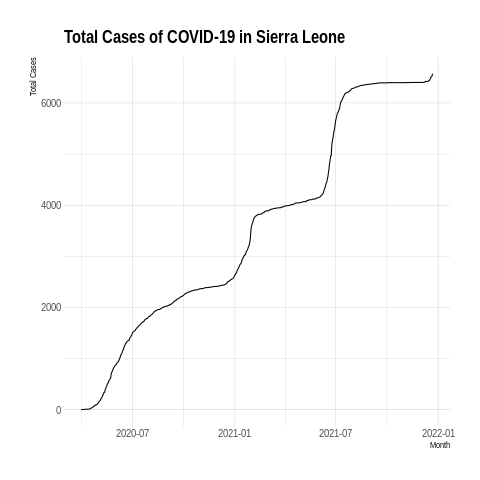 Total Cases of COVID-19 in Sierra Leone
Total Cases
6000
4000
2000
0
2020-07 2021-01 2021-07 2022-01
Month